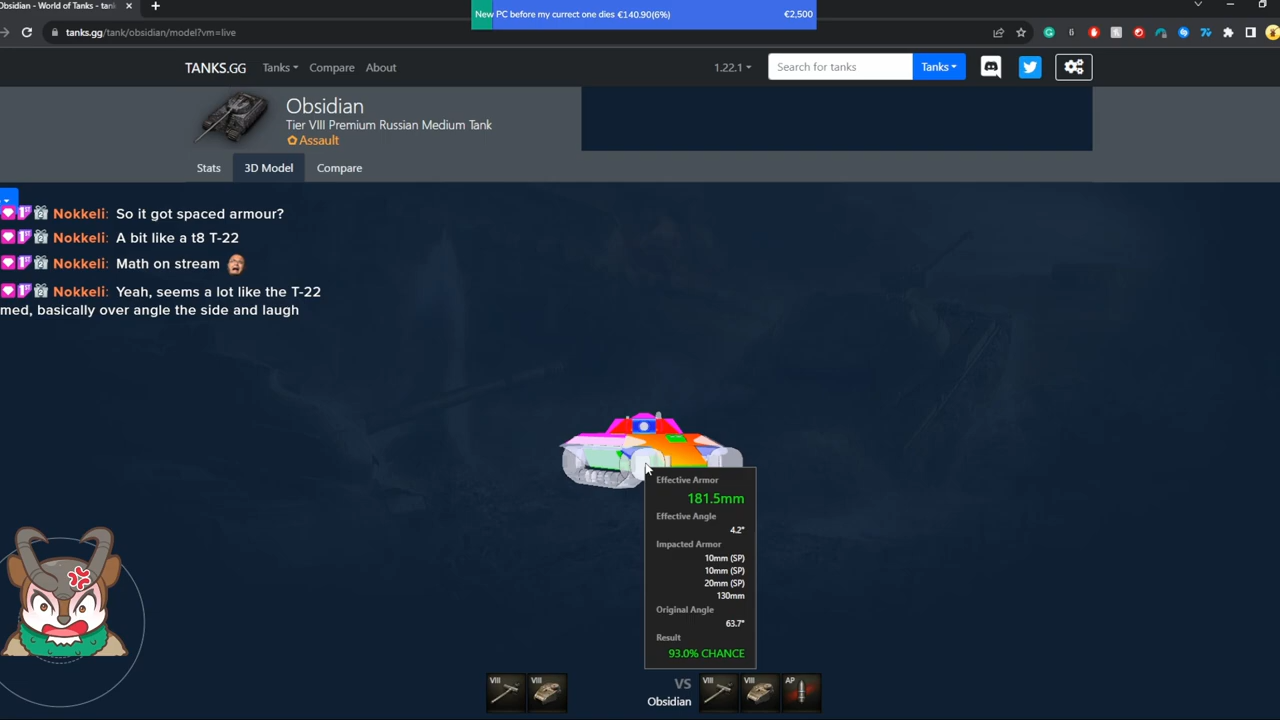 Obsidian - World of Tanks - tank
New PC before my currect one dies €140.90(6%) €2,500
tanks.gg/tank/obsidian/model?vm=live
TANKS.GG Tanks Compare About 1.22.1 Search for tanks Tanks
Obsidian
Tier VIII Premium Russian Medium Tank
Assault
Stats 3D Model Compare
Nokkeli: So it got spaced armour?
Nokkeli: A bit like a t8 T-22
Nokkeli: Math on stream
Nokkeli: Yeah, seems a lot like the T-22
med, basically over angle the side and laugh
Effective Armor
181.5mm
Effective Angle
4.2°
Impacted Armor
10mm (SP)
10mm (SP)
20mm (SP)
130mm
Original Angle
63.7°
Result
93.0% CHANCE
VIII VIII VS VIII VIII AP
Obsidian